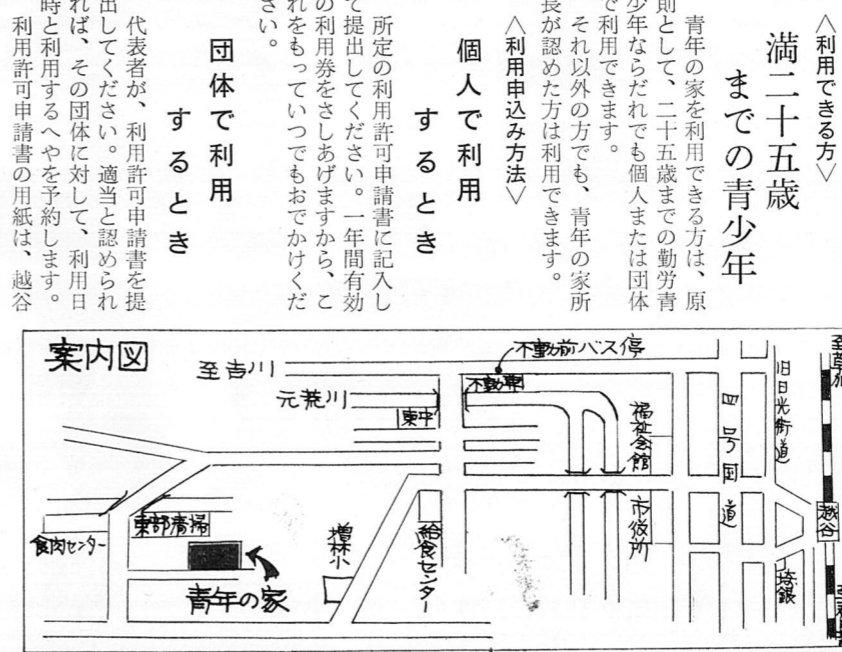 〈利用できる方〉
満二十五歳
までの青少年
青年の家を利用できる方は、原
則として、二十五歳までの勤労青
少年ならだれでも個人または団体
で利用できます。
それ以外の方でも、青年の家所
長が認めた方は利用できます。
〈利用申込み方法〉
個人で利用
するとき
所定の利用許可申請書に記入し
て提出してください。一年間有効
の利用券をさしあげますから、こ
れをもっていつでもおでかけくだ
さい。
団体で利用
するとき
代表者が、利用許可申請書を提
出してください。適当と認められ
れば、その団体に対して、利用日
時と利用するへやを予約します。
利用許可申請書の用紙は、越谷
案内図
至吉川
不動前バス停
元荒川
東中
福祉会館
四号国道
旧日光街道
越谷
市役所
埼銀
給食センター
増林小
東部清掃
食肉センター
青年の家